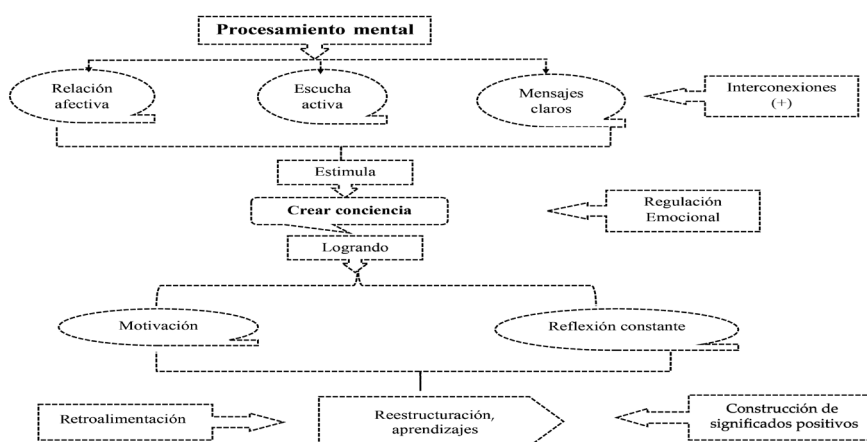 Procesamiento mental
Relación
afectiva
Escucha
activa
Mensajes
claros
Interconexiones
(+)
Estimula
Crear conciencia
Regulación
Emocional
Logrando
Motivación
Reflexión constante
Retroalimentación
Reestructuración,
aprendizajes
Construcción de
significados positivos